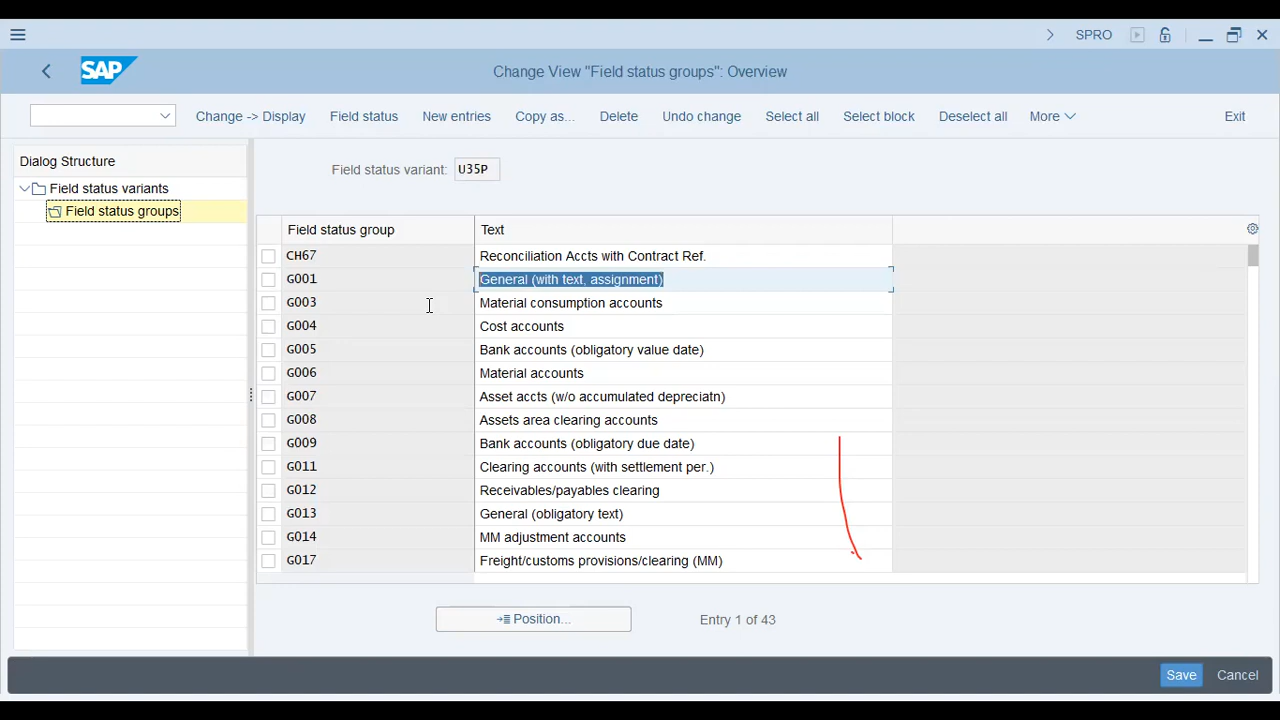 SPRO
SAP
Change View "Field status groups": Overview
Change -> Display Field status New entries Copy as... Delete Undo change Select all Select block Deselect all More Exit
Dialog Structure
Field status variants
Field status groups
Field status variant: U35P
Field status group Text
CH67 Reconciliation Accts with Contract Ref.
G001 General (with text, assignment)
G003 Material consumption accounts
G004 Cost accounts
G005 Bank accounts (obligatory value date)
G006 Material accounts
G007 Asset accts (w/o accumulated depreciatn)
G008 Assets area clearing accounts
G009 Bank accounts (obligatory due date)
G011 Clearing accounts (with settlement per.)
G012 Receivables/payables clearing
G013 General (obligatory text)
G014 MM adjustment accounts
G017 Freight/customs provisions/clearing (MM)
Position... Entry 1 of 43
Save Cancel